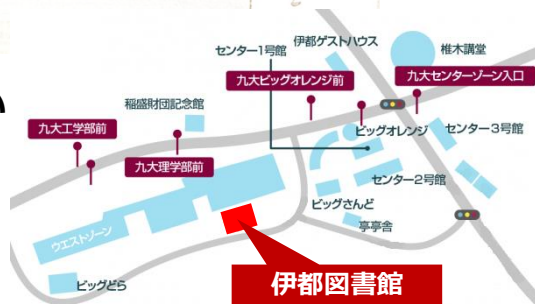 伊都ゲストハウス
椎木講堂
センター1号館
九大ビッグオレンジ前
九大センターゾーン入口
稲盛財団記念館
九大工学部前
ビッグオレンジ
センター3号館
九大理学部前
センター2号館
ビッグさんど
亭亭舎
ウエストゾーン
ビッグどら
伊都図書館